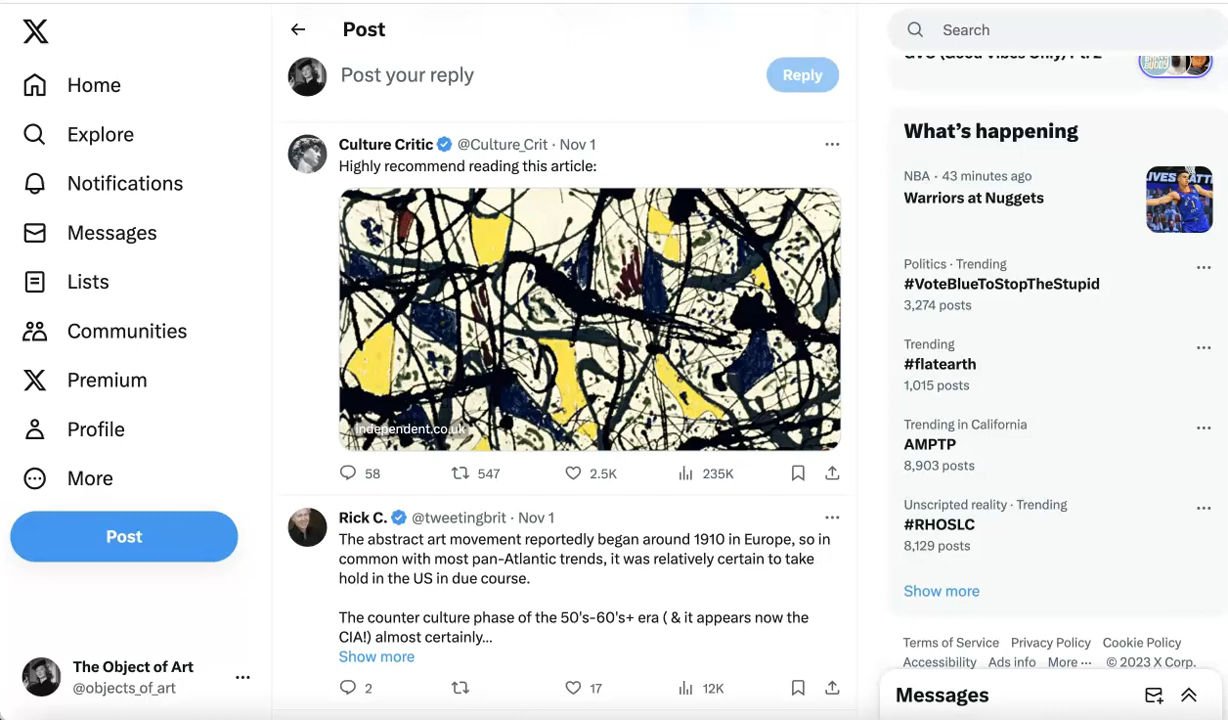 Home
Explore
Notifications
Messages
Lists
Communities
Premium
Profile
More
Post
The Object of Art
@objects_of_art
Post
Post your reply
Reply
Culture Critic @Culture_Crit · Nov 1
Highly recommend reading this article:
independent.co.uk
58 547 2.5K 235K
Rick C. @tweetingbrit · Nov 1
The abstract art movement reportedly began around 1910 in Europe, so in
common with most pan-Atlantic trends, it was relatively certain to take
hold in the US in due course.
The counter culture phase of the 50's-60's+ era ( & it appears now the
CIA!) almost certainly...
Show more
2 17 12K
Search
GVO (Good Vibes Only) Pt.2
What's happening
NBA · 43 minutes ago
Warriors at Nuggets
Politics · Trending
#VoteBlueToStopTheStupid
3,274 posts
Trending
#flatearth
1,015 posts
Trending in California
AMPTP
8,903 posts
Unscripted reality · Trending
#RHOSLC
8,129 posts
Show more
Terms of Service Privacy Policy Cookie Policy
Accessibility Ads info More ··· © 2023 X Corp.
Messages